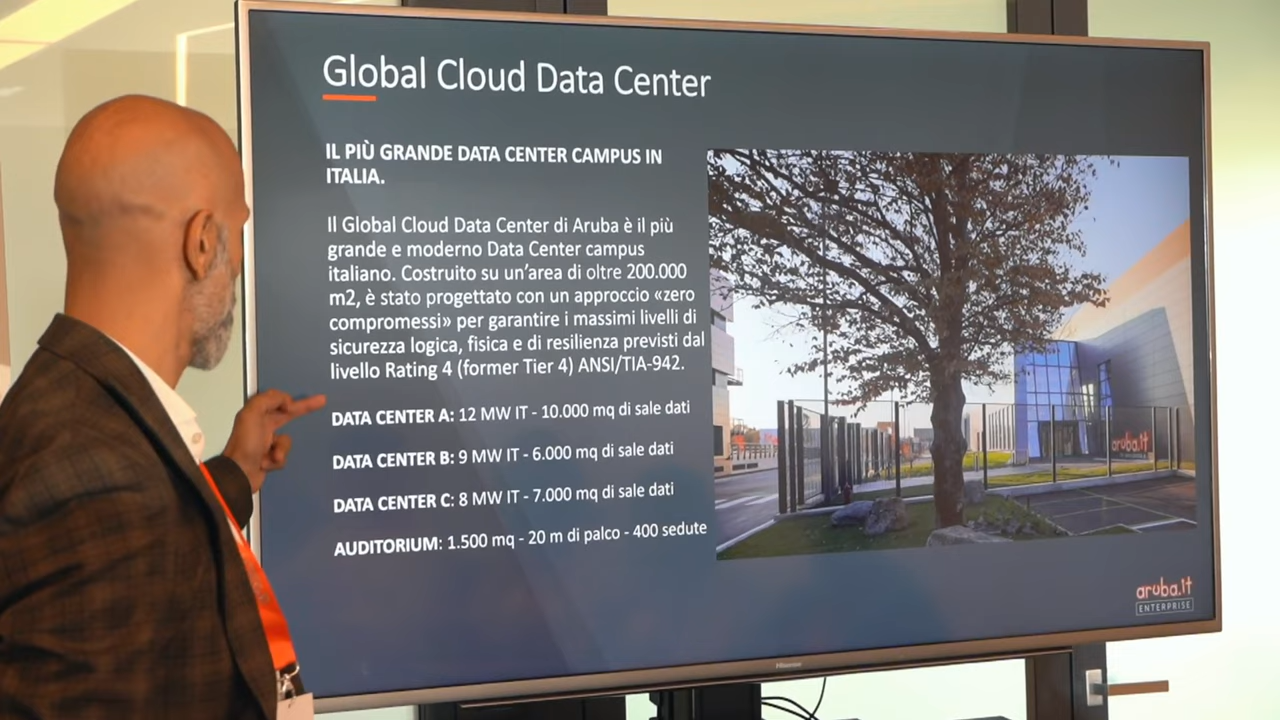 Global Cloud Data Center
IL PIÙ GRANDE DATA CENTER CAMPUS IN
ITALIA.
Il Global Cloud Data Center di Aruba è il più
grande e moderno Data Center campus
italiano. Costruito su un'area di oltre 200.000
m2, è stato progettato con un approccio «zero
compromessi» per garantire i massimi livelli di
sicurezza logica, fisica e di resilienza previsti dal
livello Rating 4 (former Tier 4) ANSI/TIA-942.
DATA CENTER A: 12 MW IT - 10.000 mq di sale dati
DATA CENTER B: 9 MW IT - 6.000 mq di sale dati
DATA CENTER C: 8 MW IT - 7.000 mq di sale dati
AUDITORIUM: 1.500 mq - 20 m di palco - 400 sedute
aruba.it
aruba.it
ENTERPRISE
Hisense